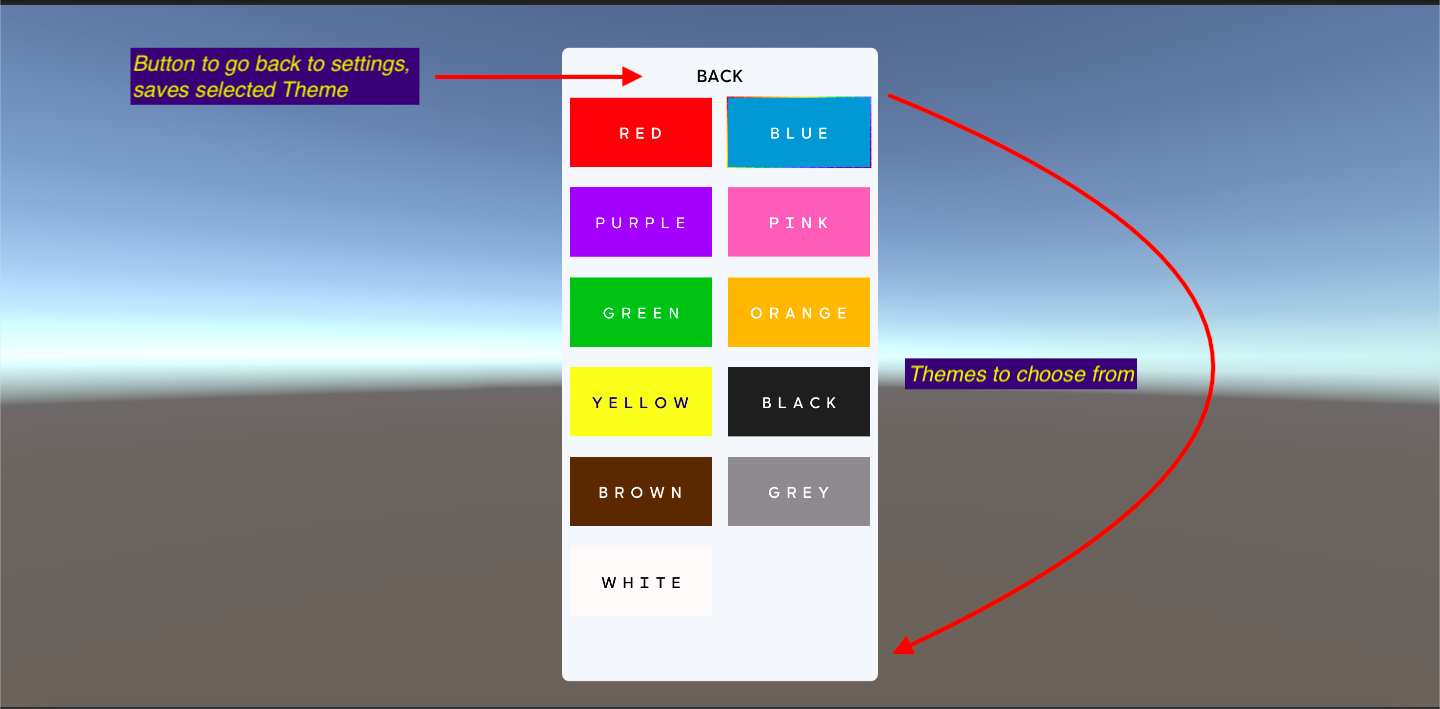 Button to go back to settings,
saves selected Theme
BACK
RED
BLUE
PURPLE
PINK
GREEN
ORANGE
Themes to choose from
YELLOW
BLACK
BROWN
GREY
WHITE